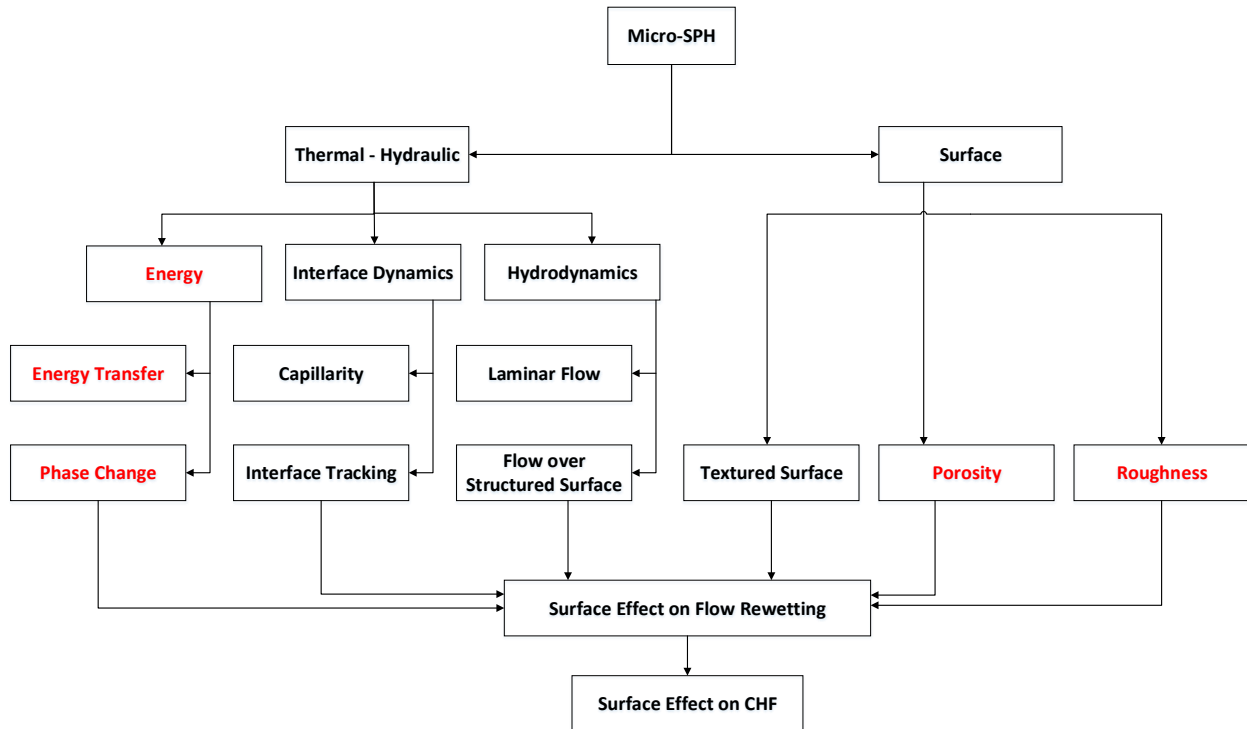 Micro-SPH
Thermal - Hydraulic
Surface
Energy
Interface Dynamics
Hydrodynamics
Energy Transfer
Capillarity
Laminar Flow
Phase Change
Interface Tracking
Flow over
Structured Surface
Textured Surface
Porosity
Roughness
Surface Effect on Flow Rewetting
Surface Effect on CHF